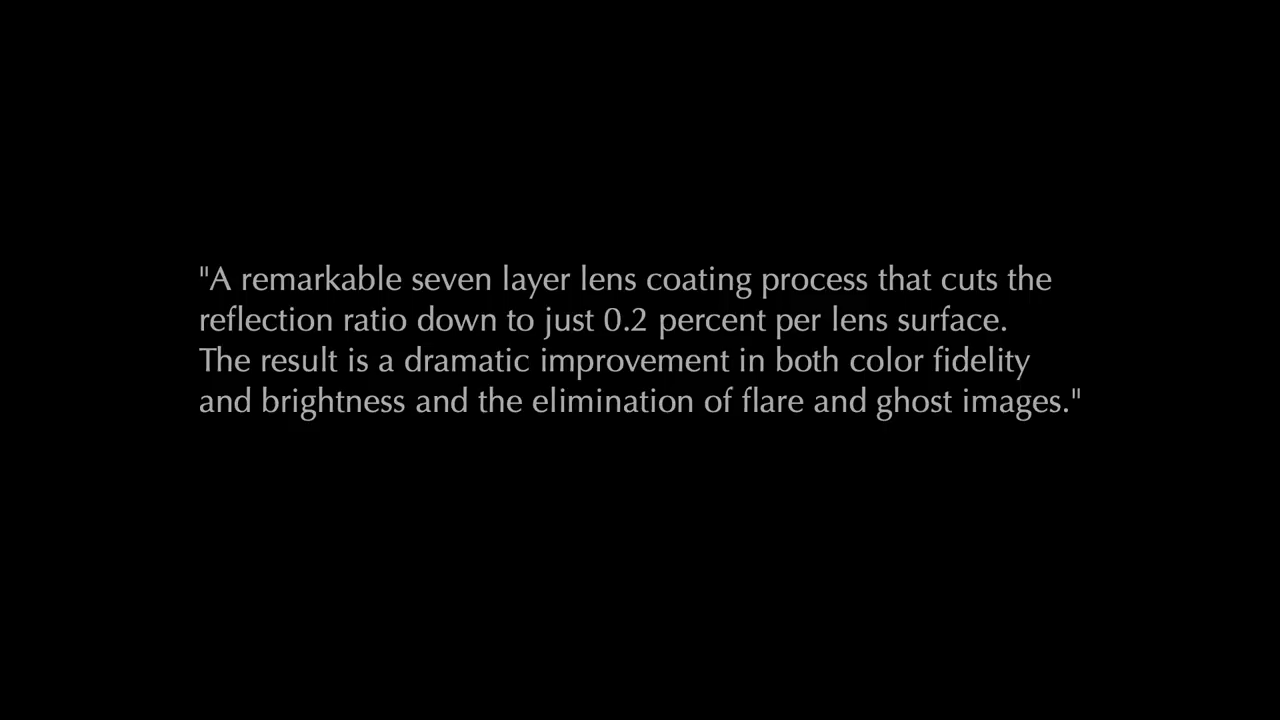 "A remarkable seven layer lens coating process that cuts the
reflection ratio down to just 0.2 percent per lens surface.
The result is a dramatic improvement in both color fidelity
and brightness and the elimination of flare and ghost images."